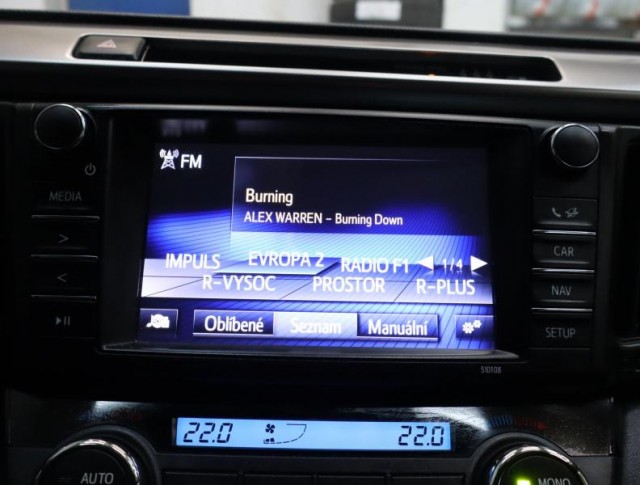 FM
Burning
ALEX WARREN – Burning Down
IMPULS EVROPA 2 RADIO F1 1/4
R-VYSOC PROSTOR R-PLUS
Oblíbené Seznam Manuální
MEDIA
>
<
CAR
NAV
SETUP
510108
22.0 22.0
AUTO
MONO